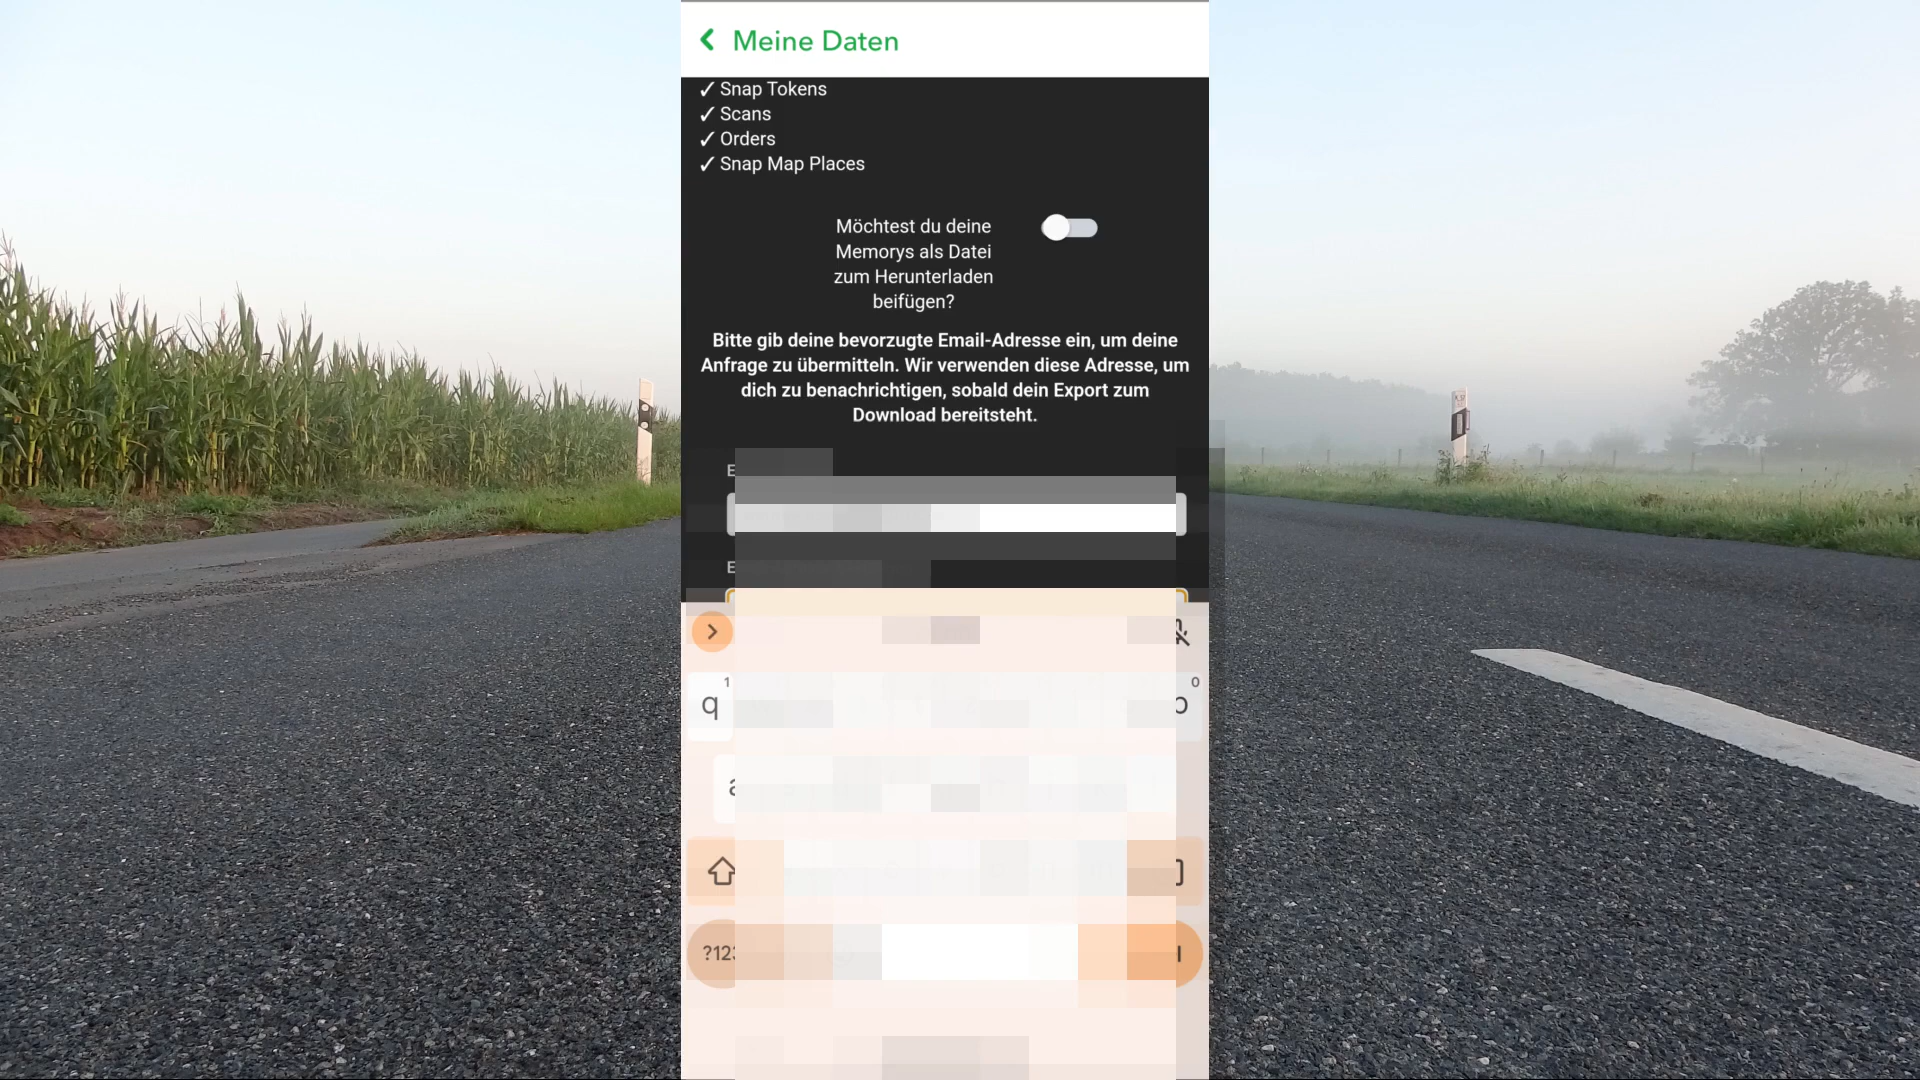 Meine Daten
✓ Snap Tokens
✓ Scans
✓ Orders
✓ Snap Map Places
Möchtest du deine
Memorys als Datei
zum Herunterladen
beifügen?
Bitte gib deine bevorzugte Email-Adresse ein, um deine
Anfrage zu übermitteln. Wir verwenden diese Adresse, um
dich zu benachrichtigen, sobald dein Export zum
Download bereitsteht.
E
E
q 1 p 0
a
?123